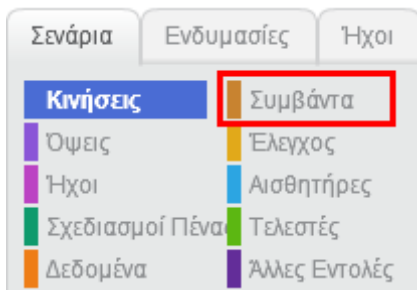 Σενάρια Ενδυμασίες Ήχοι
Κινήσεις Συμβάντα
Όψεις Έλεγχος
Ήχοι Αισθητήρες
Σχεδιασμοί Πένας Τελεστές
Δεδομένα Άλλες Εντολές